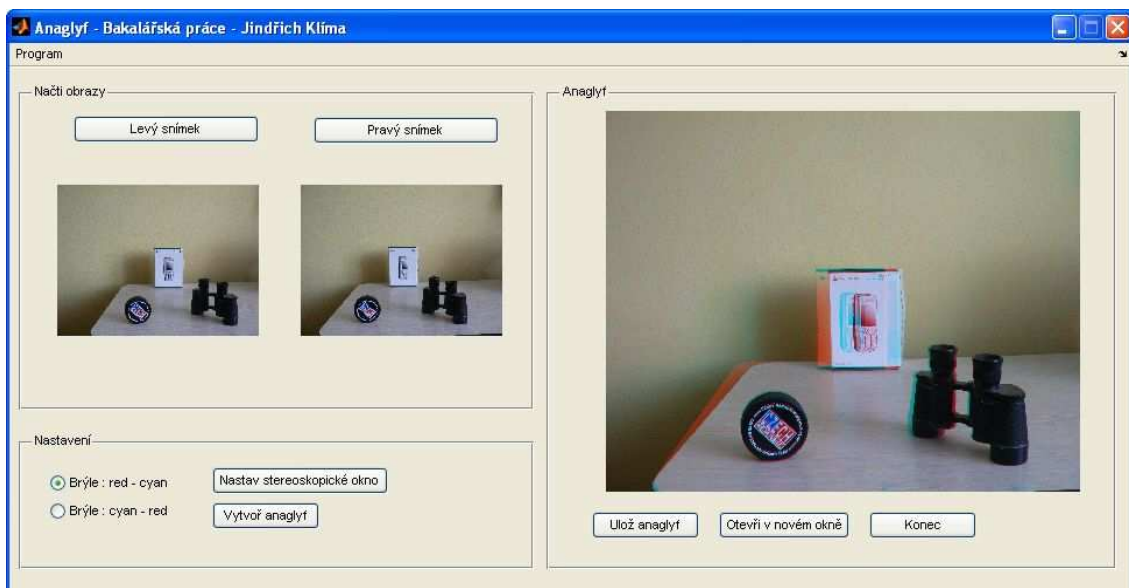 Anaglyf - Bakalářská práce - Jindřich Klíma
Program
Načti obrazy
Levý snímek
Pravý snímek
Nastavení
Brýle : red - cyan
Nastav stereoskopické okno
Brýle : cyan - red
Vytvoř anaglyf
Anaglyf
Ulož anaglyf
Otevři v novém okně
Konec